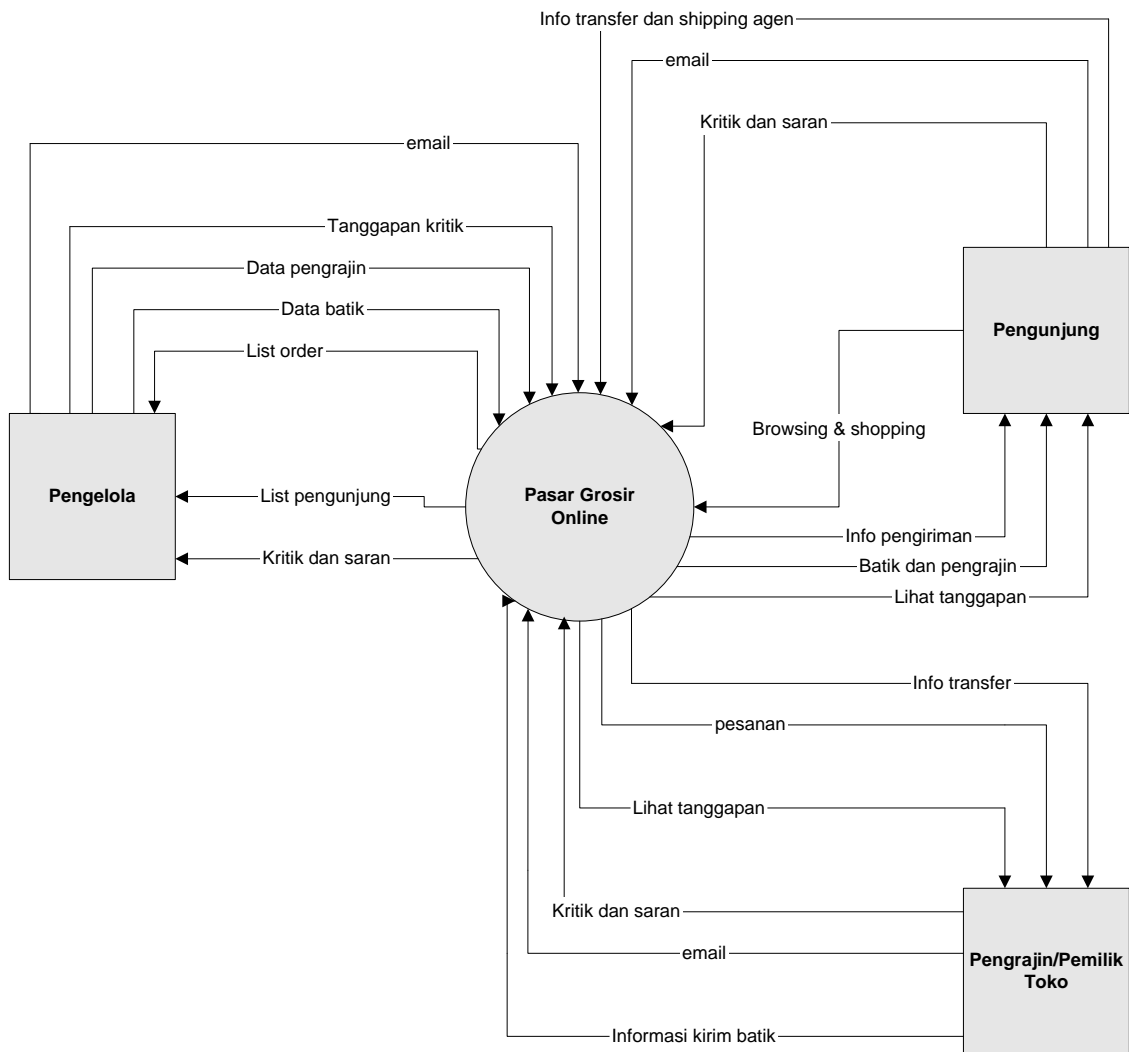 Info transfer dan shipping agen
email
Kritik dan saran
email
Tanggapan kritik
Data pengrajin
Data batik
List order
Pengunjung
Browsing & shopping
Pengelola
List pengunjung
Pasar Grosir
Online
Info pengiriman
Kritik dan saran
Batik dan pengrajin
Lihat tanggapan
Info transfer
pesanan
Lihat tanggapan
Kritik dan saran
email
Pengrajin/Pemilik
Toko
Informasi kirim batik